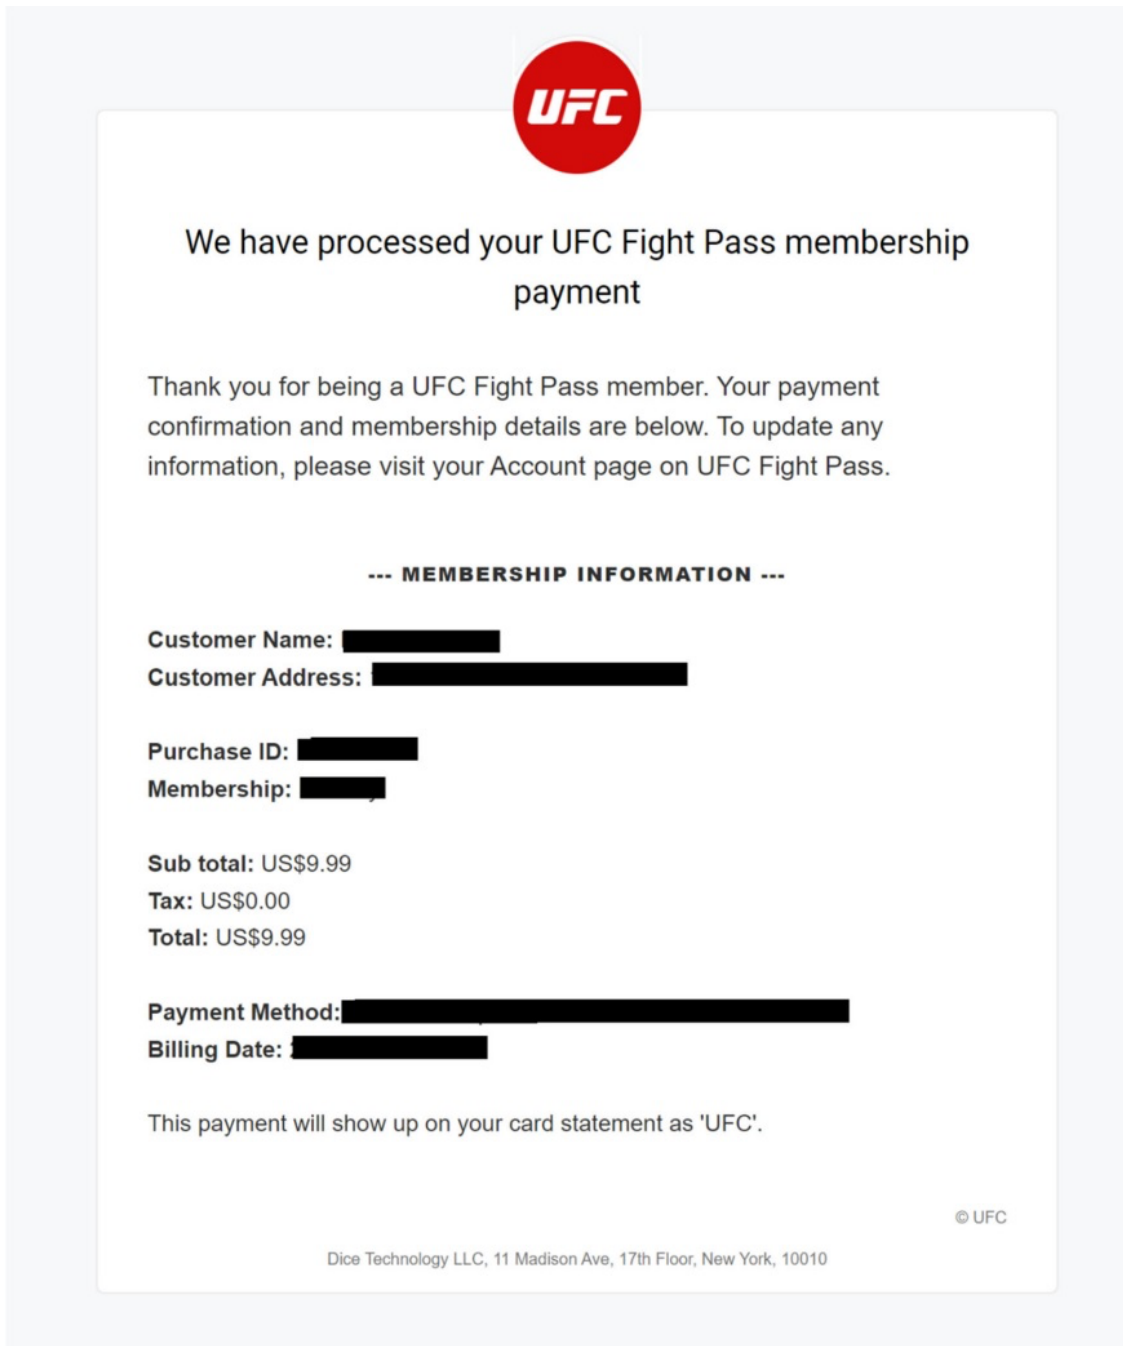 UFC
We have processed your UFC Fight Pass membership
payment
Thank you for being a UFC Fight Pass member. Your payment
confirmation and membership details are below. To update any
information, please visit your Account page on UFC Fight Pass.
--- MEMBERSHIP INFORMATION ---
Customer Name:
Customer Address:
Purchase ID:
Membership:
Sub total: US$9.99
Tax: US$0.00
Total: US$9.99
Payment Method:
Billing Date:
This payment will show up on your card statement as 'UFC'.
© UFC
Dice Technology LLC, 11 Madison Ave, 17th Floor, New York, 10010